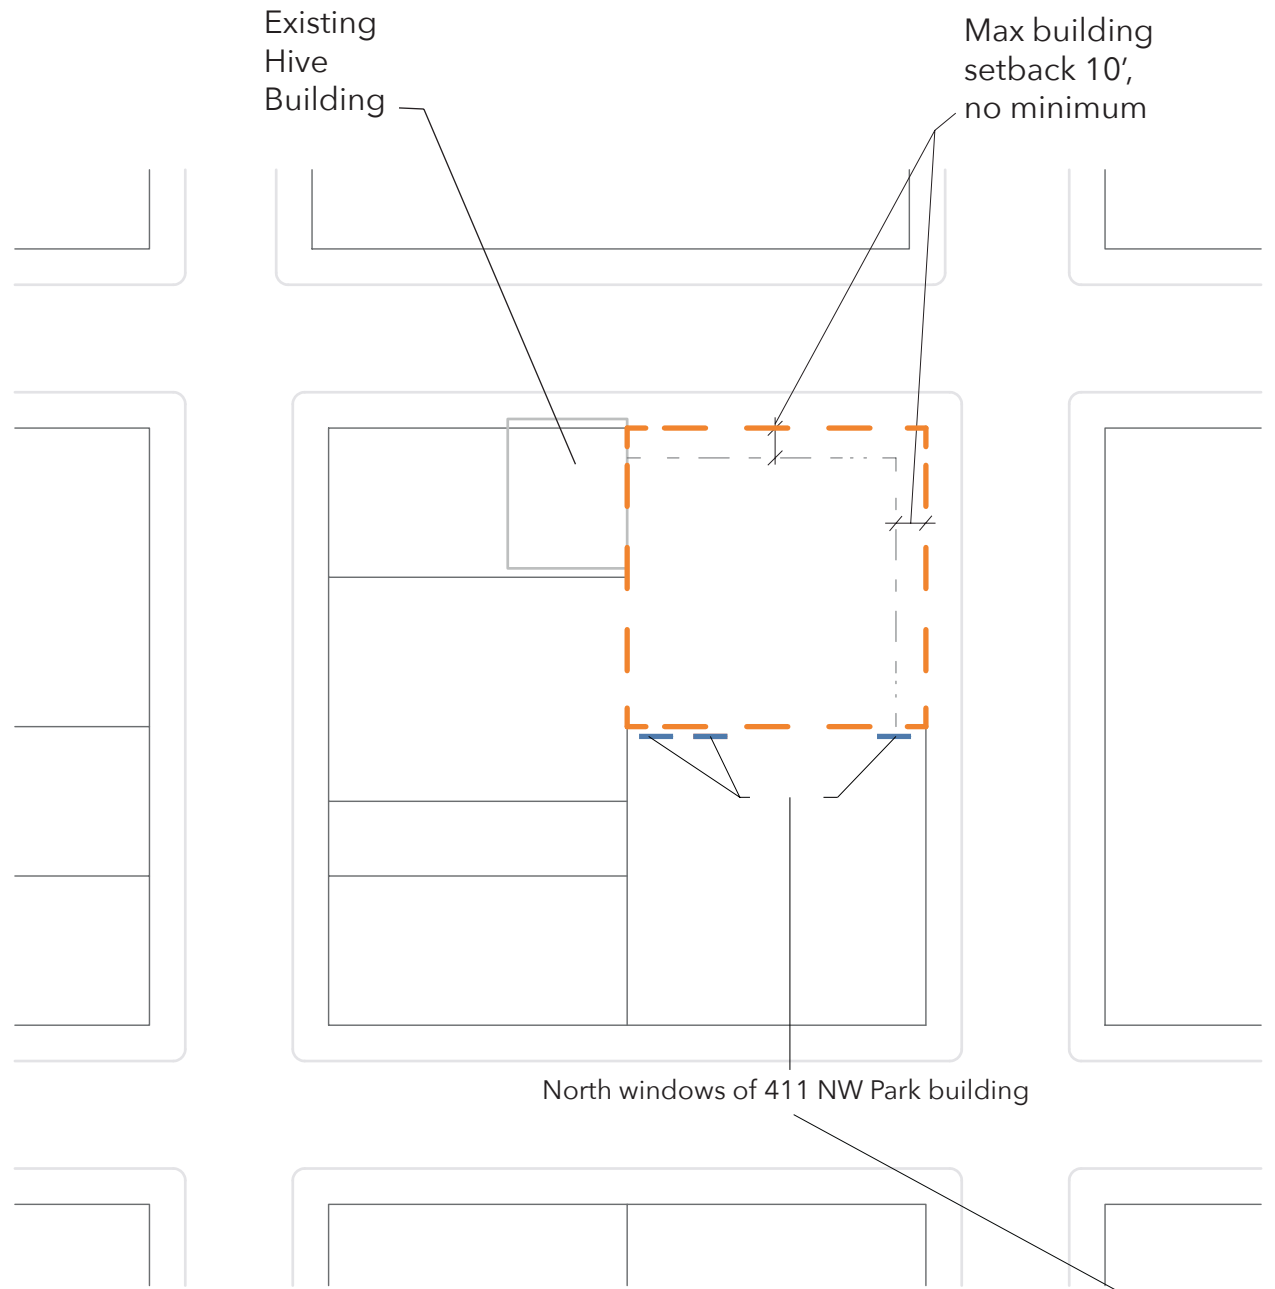 Existing
Hive
Building
Max building
setback 10’,
no minimum
North windows of 411 NW Park building